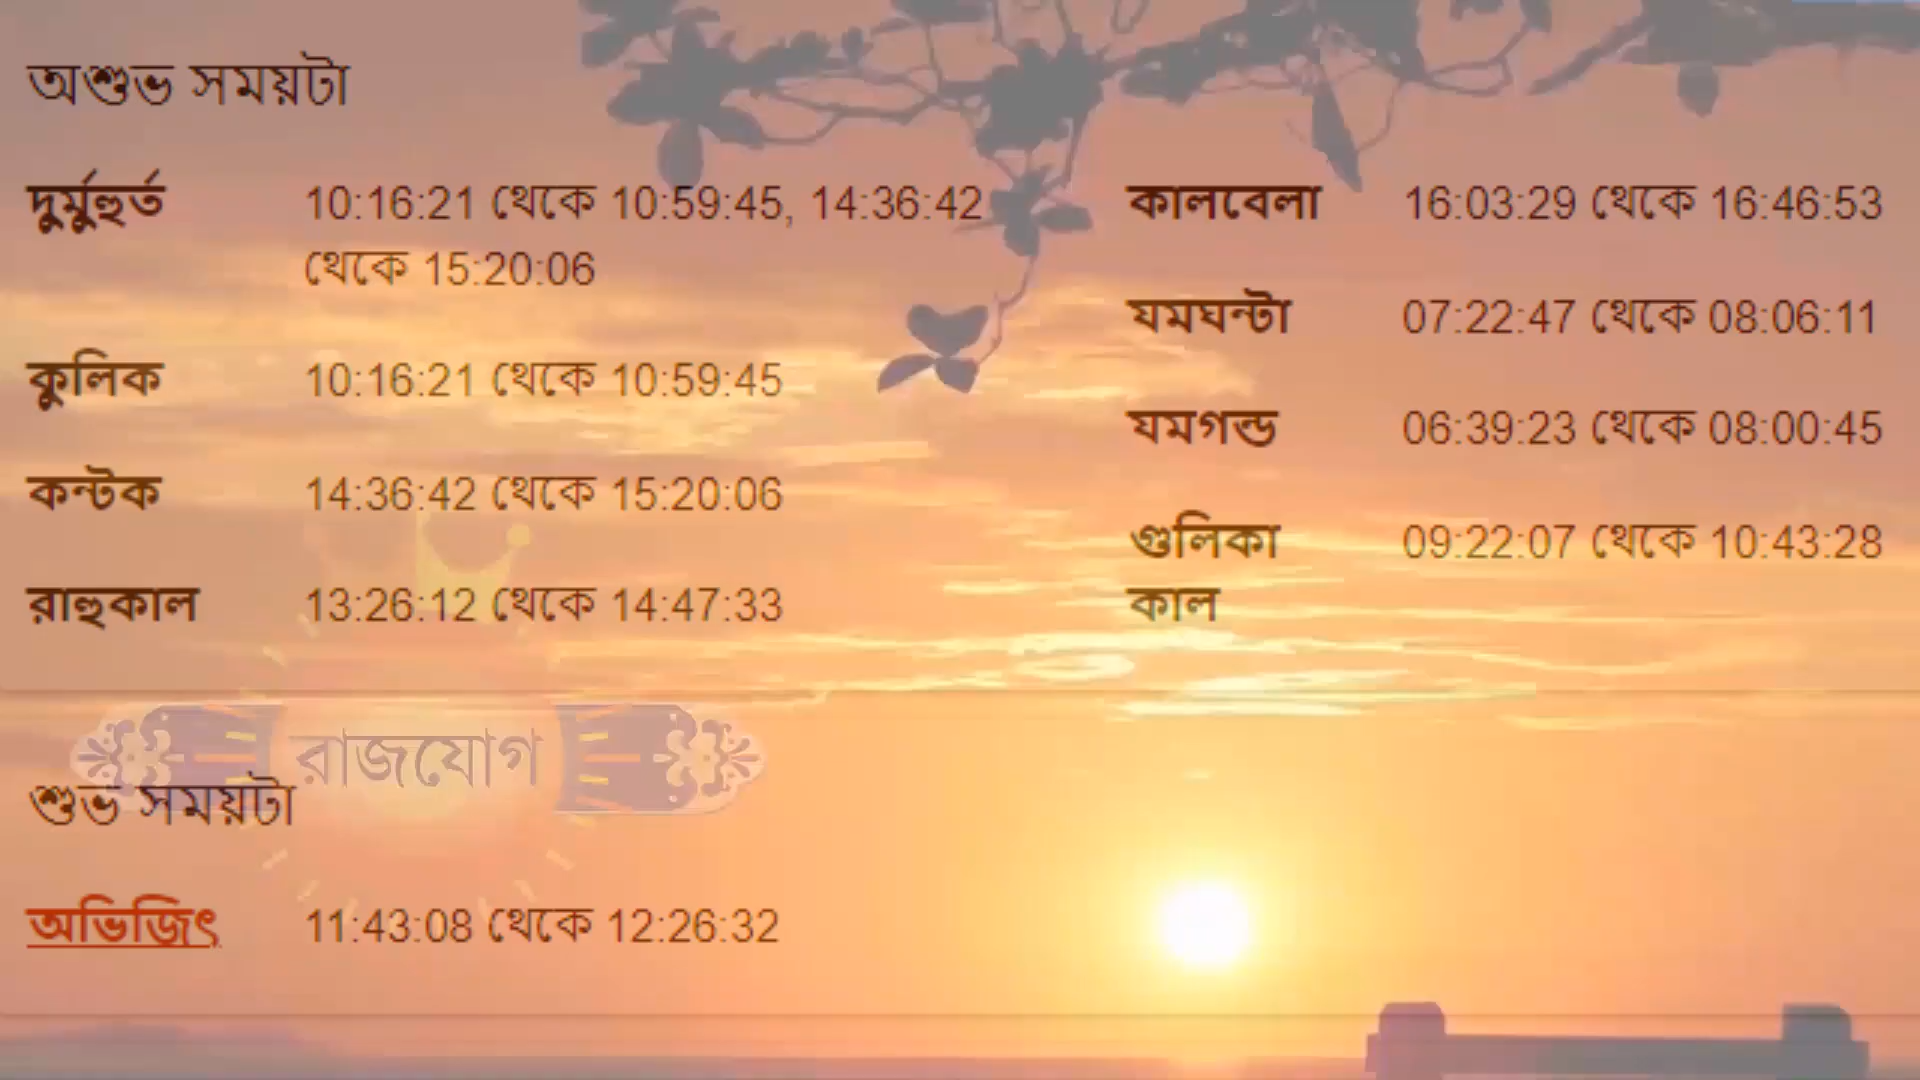 অশুভ সময়টা
দুর্মুহুর্ত 10:16:21 থেকে 10:59:45, 14:36:42
থেকে 15:20:06
কুলিক 10:16:21 থেকে 10:59:45
কন্টক 14:36:42 থেকে 15:20:06
রাহুকাল 13:26:12 থেকে 14:47:33
কালবেলা 16:03:29 থেকে 16:46:53
যমঘন্টা 07:22:47 থেকে 08:06:11
যমগন্ড 06:39:23 থেকে 08:00:45
গুলিকা 09:22:07 থেকে 10:43:28
কাল
রাজযোগ
শুভ সময়টা
অভিজিৎ 11:43:08 থেকে 12:26:32